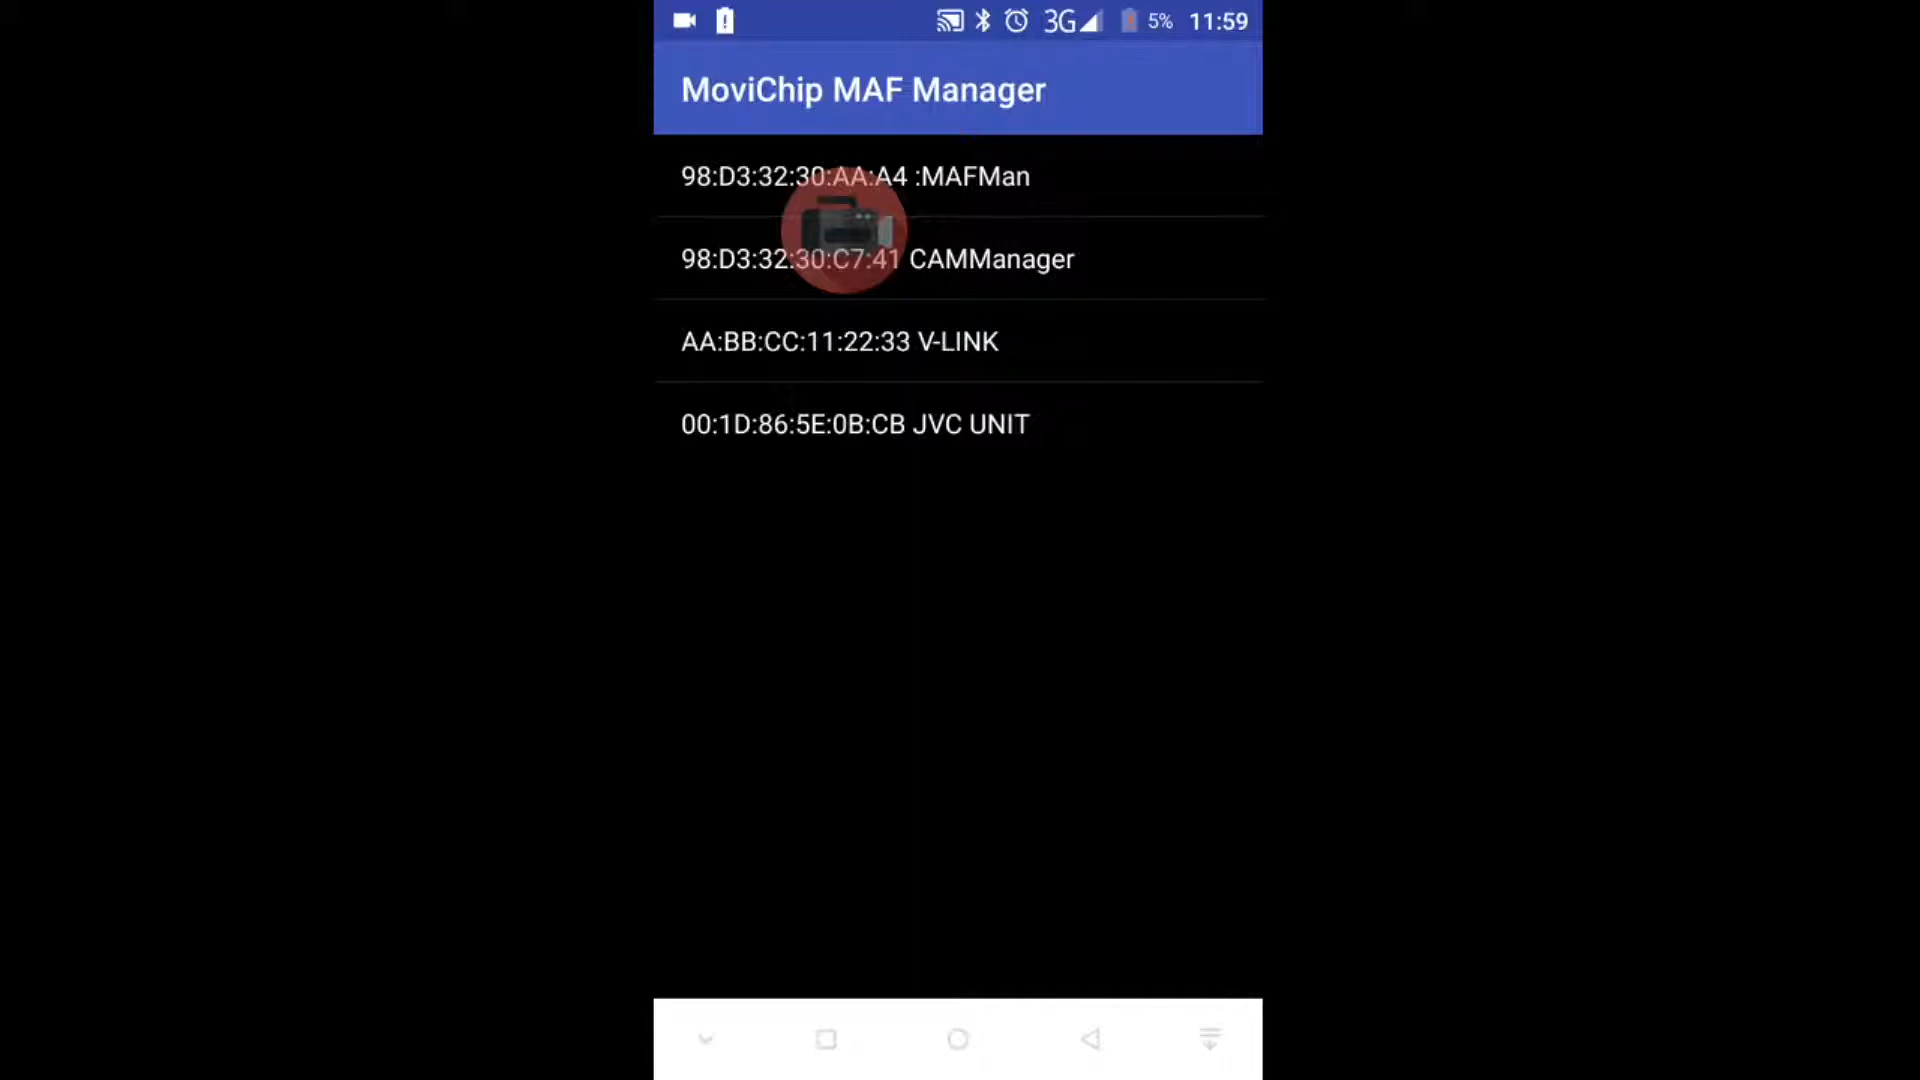 3G 5% 11:59
MoviChip MAF Manager
98:D3:32:30:AA:A4 :MAFMan
98:D3:32:30:C7:41 CAMManager
AA:BB:CC:11:22:33 V-LINK
00:1D:86:5E:0B:CB JVC UNIT